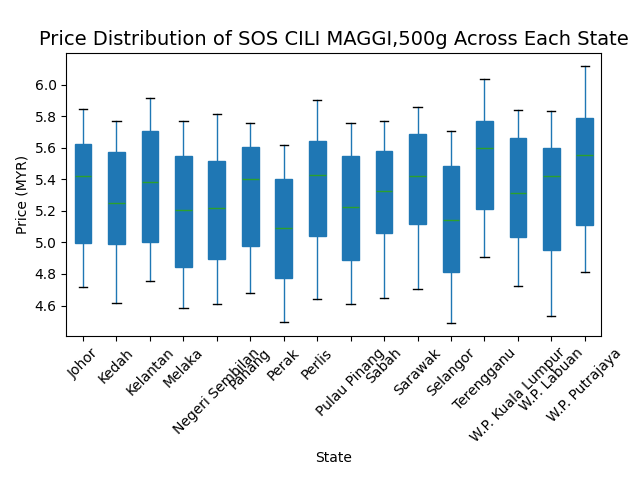 Price Distribution of SOS CILI MAGGI,500g Across Each State
Price (MYR)
6.0
5.8
5.6
5.4
5.2
5.0
4.8
4.6
Johor
Kedah
Kelantan
Melaka
Negeri Sembilan
Pahang
Perak
Perlis
Pulau Pinang
Sabah
Sarawak
Selangor
Terengganu
W.P. Kuala Lumpur
W.P. Labuan
W.P. Putrajaya
State